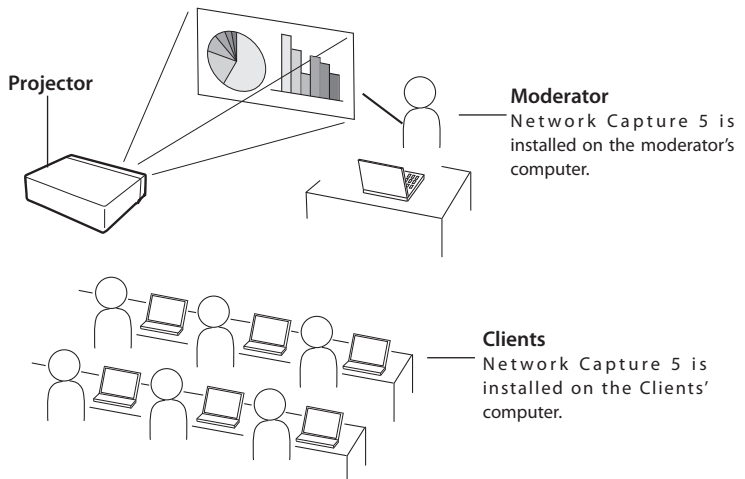 Projector
Moderator
Network Capture 5 is
installed on the moderator's
computer.
Clients
Network Capture 5 is
installed on the Clients'
computer.